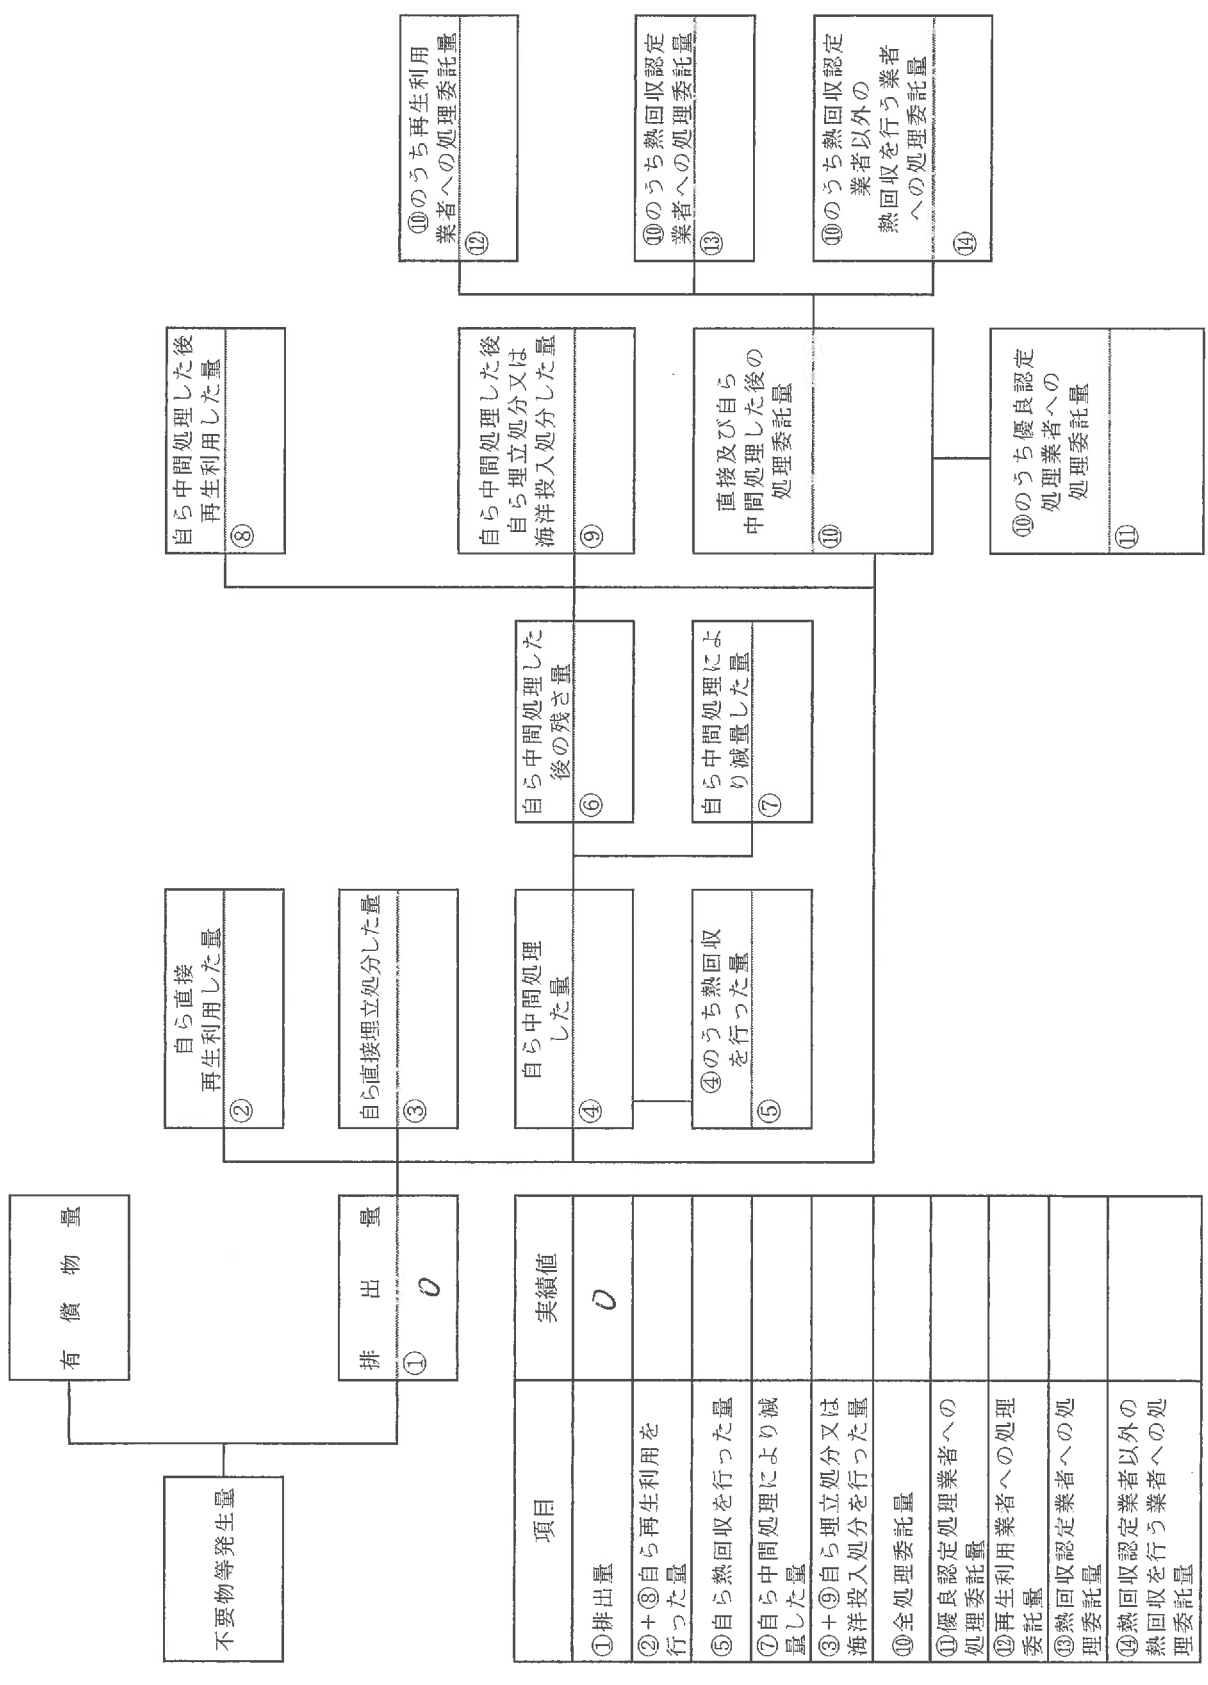 不要物等発生量
有償物量
排出量
①
0
自ら直接
再生利用した量
②
自ら直接埋立処分した量
③
自ら中間処理
した量
④
④のうち熱回収
を行った量
⑤
自ら中間処理した
後の残さ量
⑥
自ら中間処理によ
り減量した量
⑦
自ら中間処理した後
再生利用した量
⑧
自ら中間処理した後
自ら埋立処分又は
海洋投入処分した量
⑨
直接及び自ら
中間処理した後の
処理委託量
⑩
⑩のうち優良認定
処理業者への
処理委託量
⑪
⑩のうち再生利用
業者への処理委託量
⑫
⑩のうち熱回収認定
業者への処理委託量
⑬
⑩のうち熱回収認定
業者以外の
熱回収を行う業者
への処理委託量
⑭
項目
実績値
①排出量
0
②+⑧自ら再生利用を
行った量
⑤自ら熱回収を行った量
⑦自ら中間処理により減
量した量
③+⑨自ら埋立処分又は
海洋投入処分を行った量
⑩全処理委託量
⑪優良認定処理業者への
処理委託量
⑫再生利用業者への処理
委託量
⑬熱回収認定業者への処
理委託量
⑭熱回収認定業者以外の
熱回収を行う業者への処
理委託量